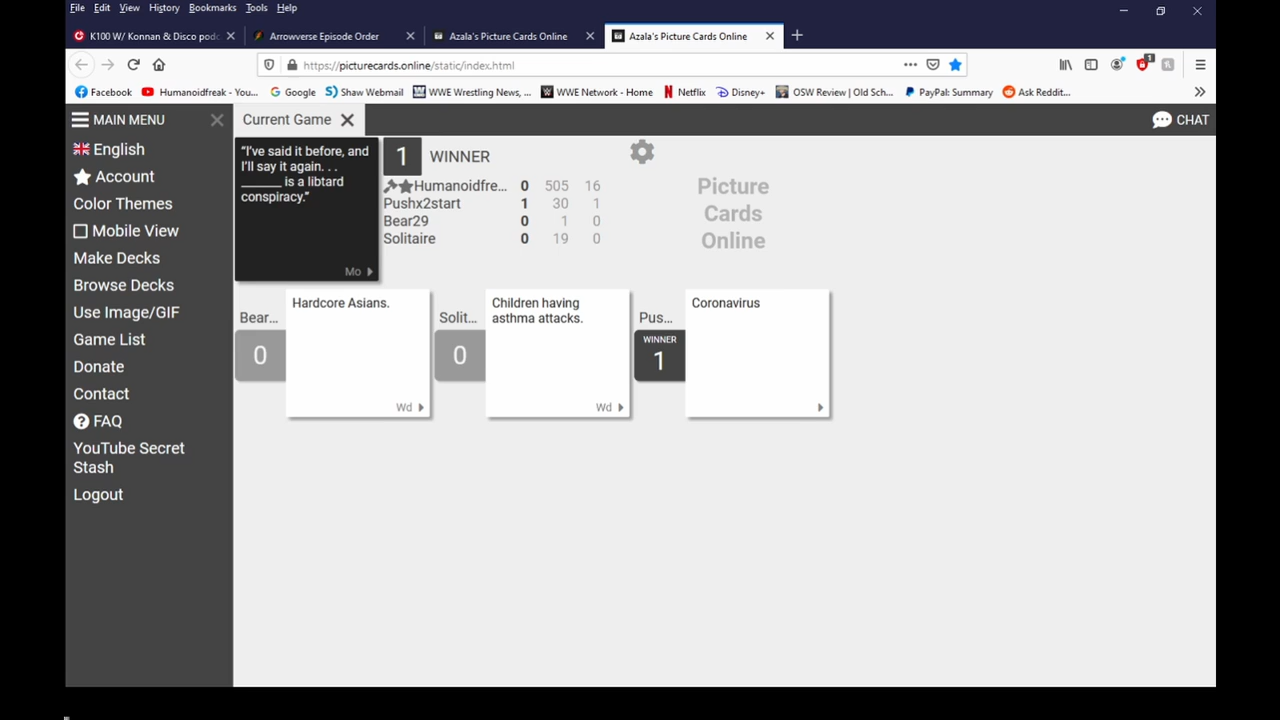 File Edit View History Bookmarks Tools Help
K100 W/ Konnan & Disco pod
Arrowverse Episode Order
Azala's Picture Cards Online
Azala's Picture Cards Online
https://picturecards.online/static/index.html
Facebook Humanoidfreak - You... Google Shaw Webmail WWE Wrestling News, ... WWE Network - Home Netflix Disney+ OSW Review | Old Sch... PayPal: Summary Ask Reddit...
MAIN MENU
Current Game
CHAT
English
Account
Color Themes
Mobile View
Make Decks
Browse Decks
Use Image/GIF
Game List
Donate
Contact
FAQ
YouTube Secret
Stash
Logout
“I’ve said it before, and
I’ll say it again. . .
_______ is a libtard
conspiracy.”
Mo
1 WINNER
Humanoidfre... 0 505 16
Pushx2start 1 30 1
Bear29 0 1 0
Solitaire 0 19 0
Picture
Cards
Online
Bear...
0
Hardcore Asians.
Wd
Solit...
0
Children having
asthma attacks.
Wd
Pus...
WINNER
1
Coronavirus